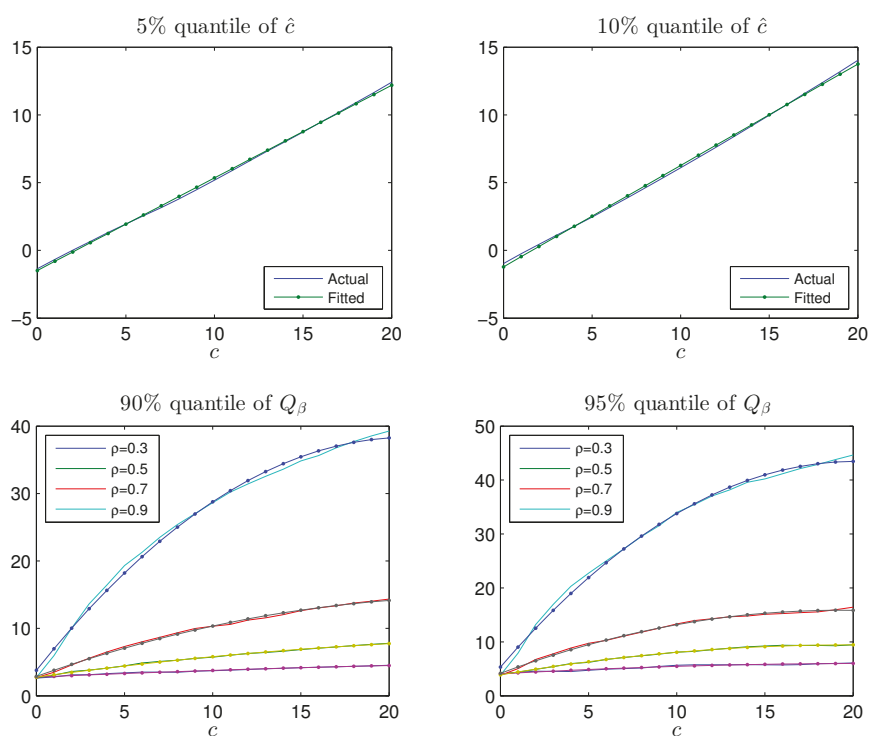 5% quantile of ĉ
15
10
5
0
−5
0 5 10 15 20
c
Actual
Fitted
10% quantile of ĉ
15
10
5
0
−5
0 5 10 15 20
c
Actual
Fitted
90% quantile of Qβ
40
30
20
10
0
0 5 10 15 20
c
ρ=0.3
ρ=0.5
ρ=0.7
ρ=0.9
95% quantile of Qβ
50
40
30
20
10
0
0 5 10 15 20
c
ρ=0.3
ρ=0.5
ρ=0.7
ρ=0.9